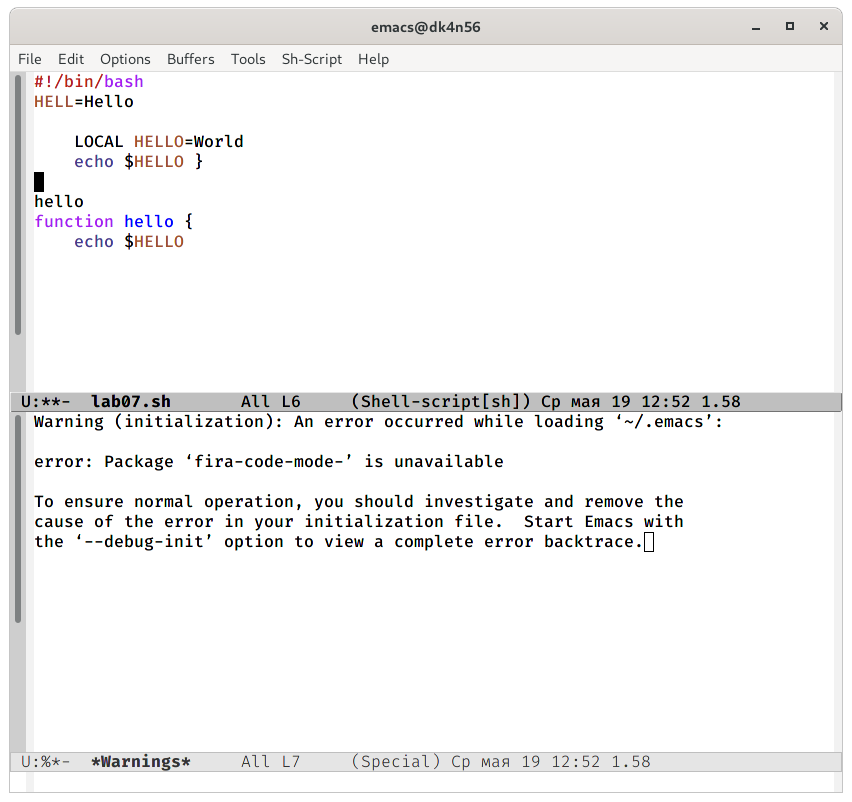 emacs@dk4n56
File Edit Options Buffers Tools Sh-Script Help
#!/bin/bash
HELL=Hello
    LOCAL HELLO=World
    echo $HELLO }
hello
function hello {
    echo $HELLO
U:**-  lab07.sh       All L6     (Shell-script[sh]) Ср мая 19 12:52 1.58
Warning (initialization): An error occurred while loading ‘~/.emacs’:
error: Package ‘fira-code-mode-’ is unavailable
To ensure normal operation, you should investigate and remove the
cause of the error in your initialization file.  Start Emacs with
the ‘--debug-init’ option to view a complete error backtrace.
U:%*-  *Warnings*     All L7     (Special) Ср мая 19 12:52 1.58